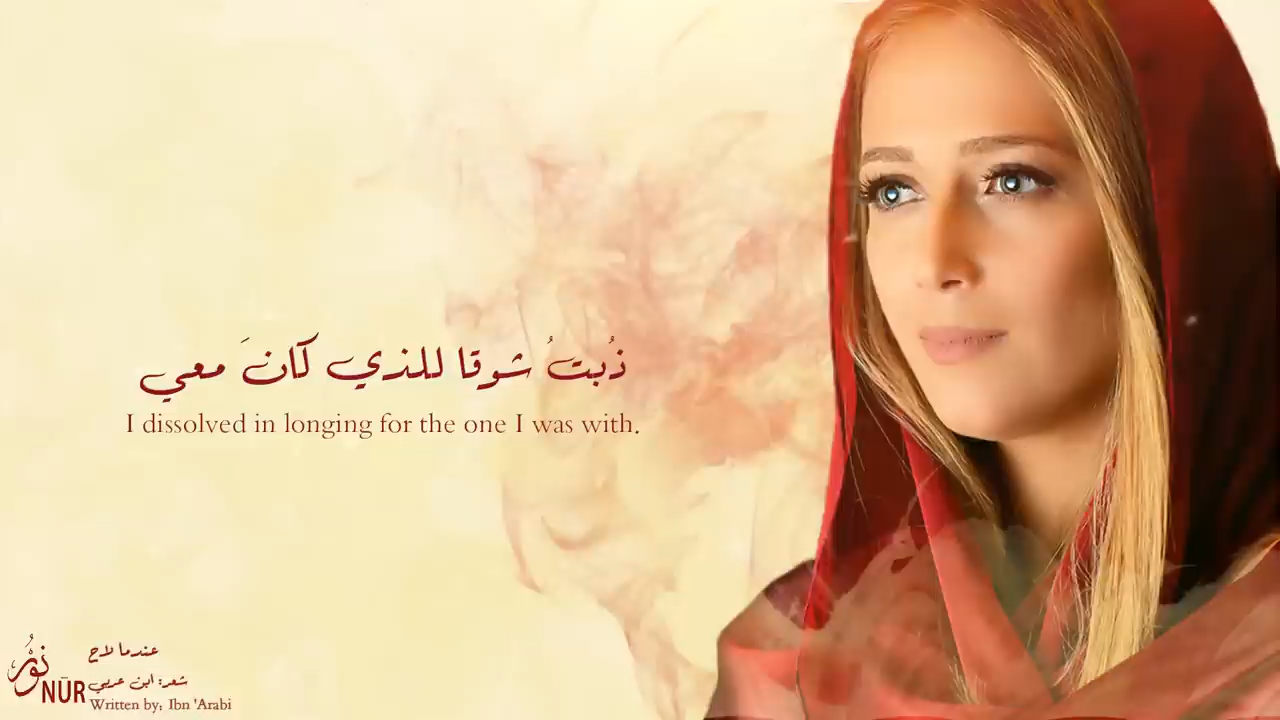 ذُبتُ شوقا للذي كانَ معي
I dissolved in longing for the one I was with.
عندما لاح
نُوْر
NŪR
شعر: ابن عربي
Written by: Ibn 'Arabi